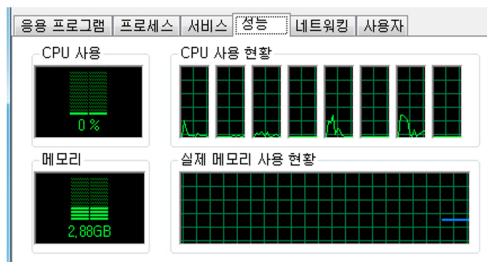 응용 프로그램 프로세스 서비스 성능 네트워킹 사용자
CPU 사용 CPU 사용 현황
0 %
메모리 실제 메모리 사용 현황
2,88GB